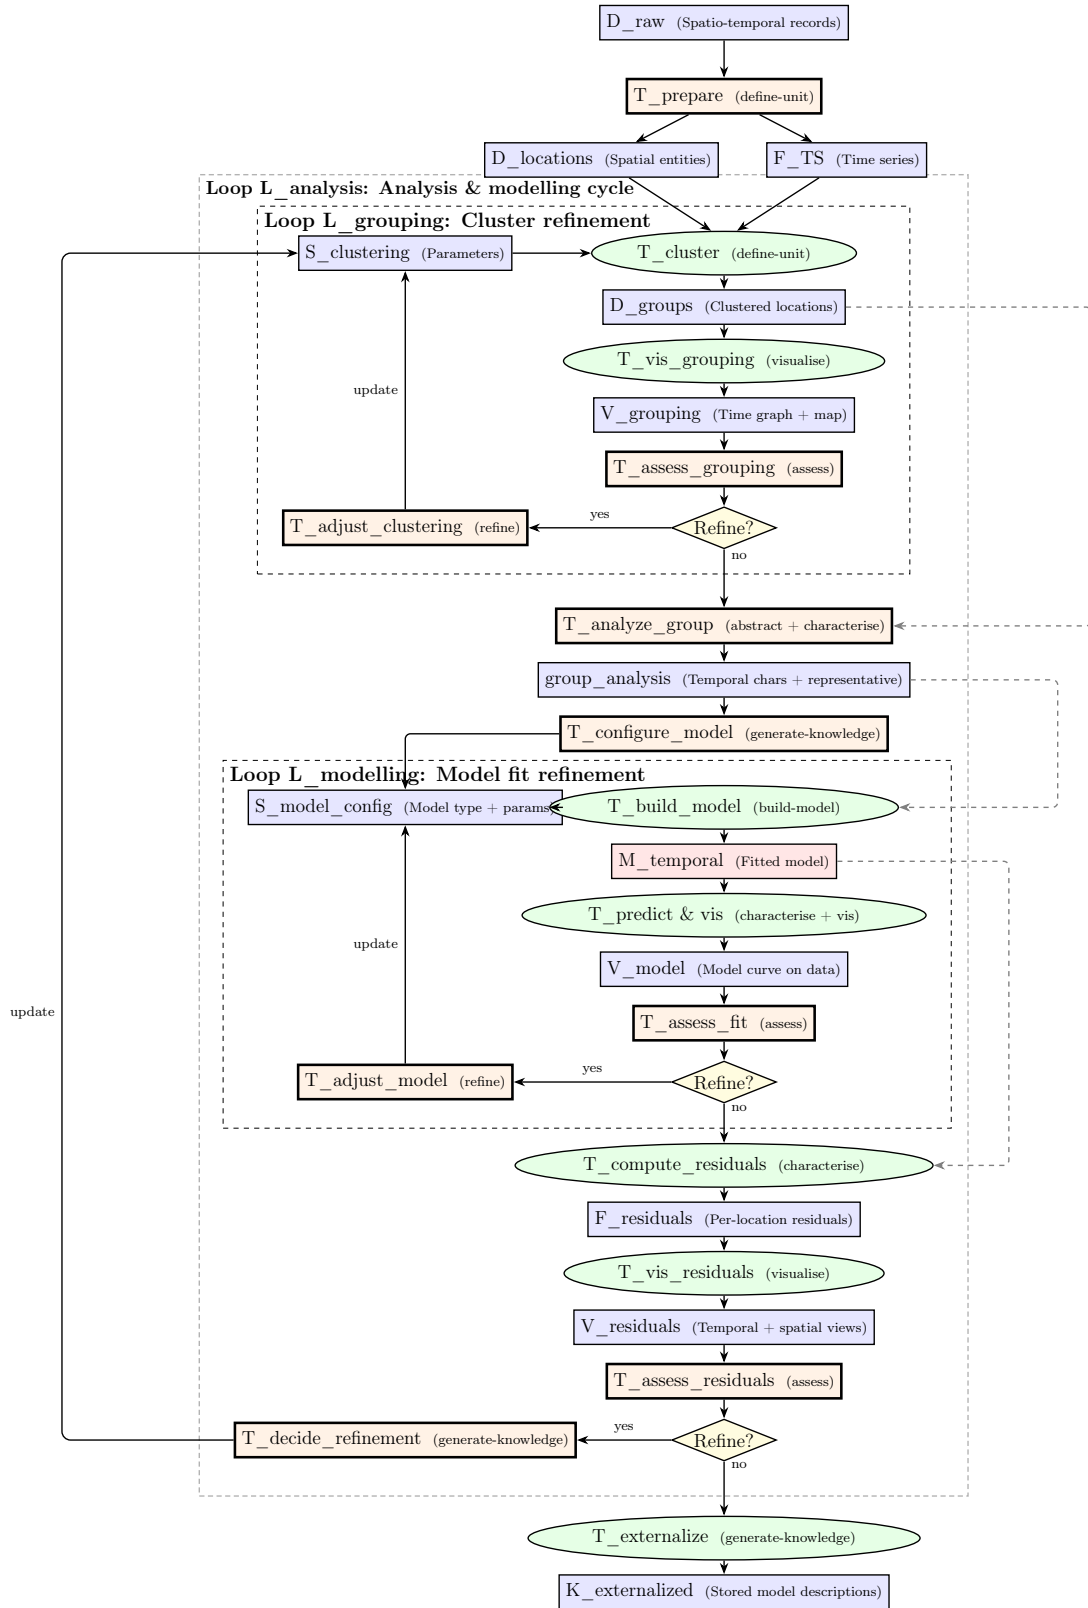 D_raw (Spatio-temporal records)
T_prepare (define-unit)
D_locations (Spatial entities)
F_TS (Time series)
Loop L_analysis: Analysis & modelling cycle
Loop L_grouping: Cluster refinement
S_clustering (Parameters)
T_cluster (define-unit)
D_groups (Clustered locations)
T_vis_grouping (visualise)
update
V_grouping (Time graph + map)
T_assess_grouping (assess)
T_adjust_clustering (refine)
yes
Refine?
no
T_analyze_group (abstract + characterise)
group_analysis (Temporal chars + representative)
T_configure_model (generate-knowledge)
Loop L_modelling: Model fit refinement
S_model_config (Model type + params)
T_build_model (build-model)
M_temporal (Fitted model)
T_predict & vis (characterise + vis)
update
V_model (Model curve on data)
update
T_assess_fit (assess)
T_adjust_model (refine)
yes
Refine?
no
T_compute_residuals (characterise)
F_residuals (Per-location residuals)
T_vis_residuals (visualise)
V_residuals (Temporal + spatial views)
T_assess_residuals (assess)
T_decide_refinement (generate-knowledge)
yes
Refine?
no
T_externalize (generate-knowledge)
K_externalized (Stored model descriptions)